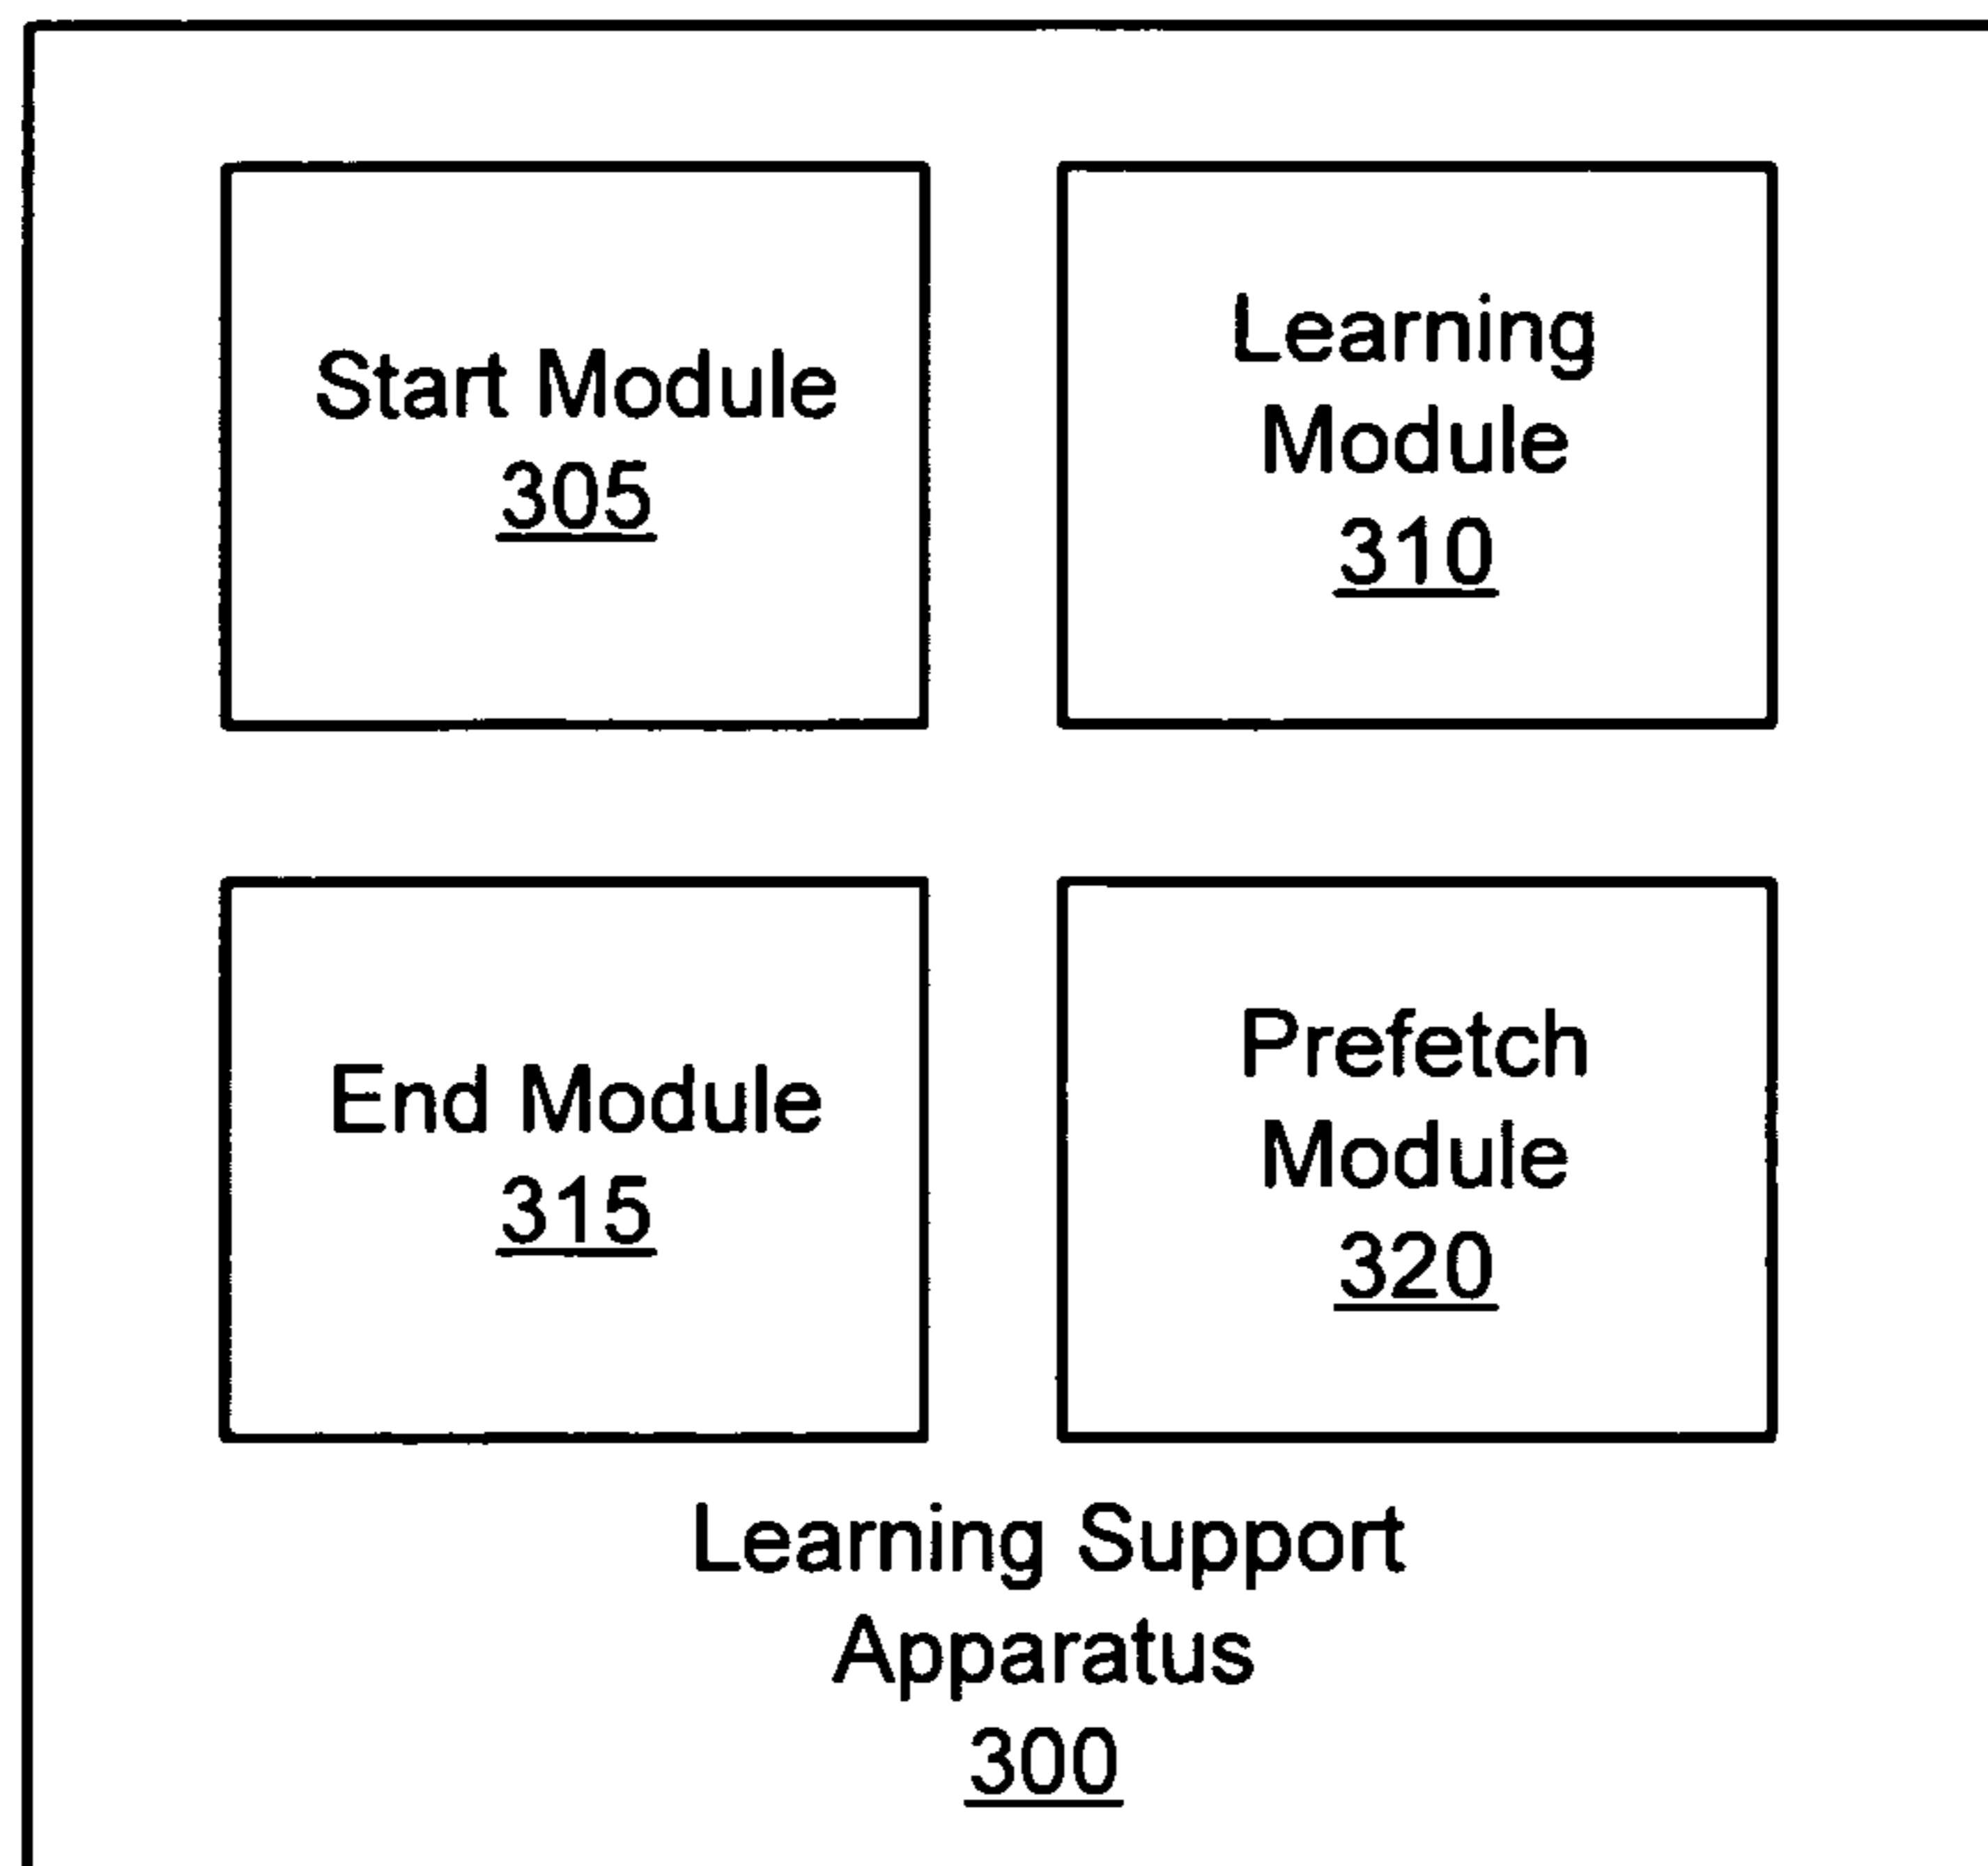 Start Module
305
Learning
Module
310
End Module
315
Prefetch
Module
320
Learning Support
Apparatus
300